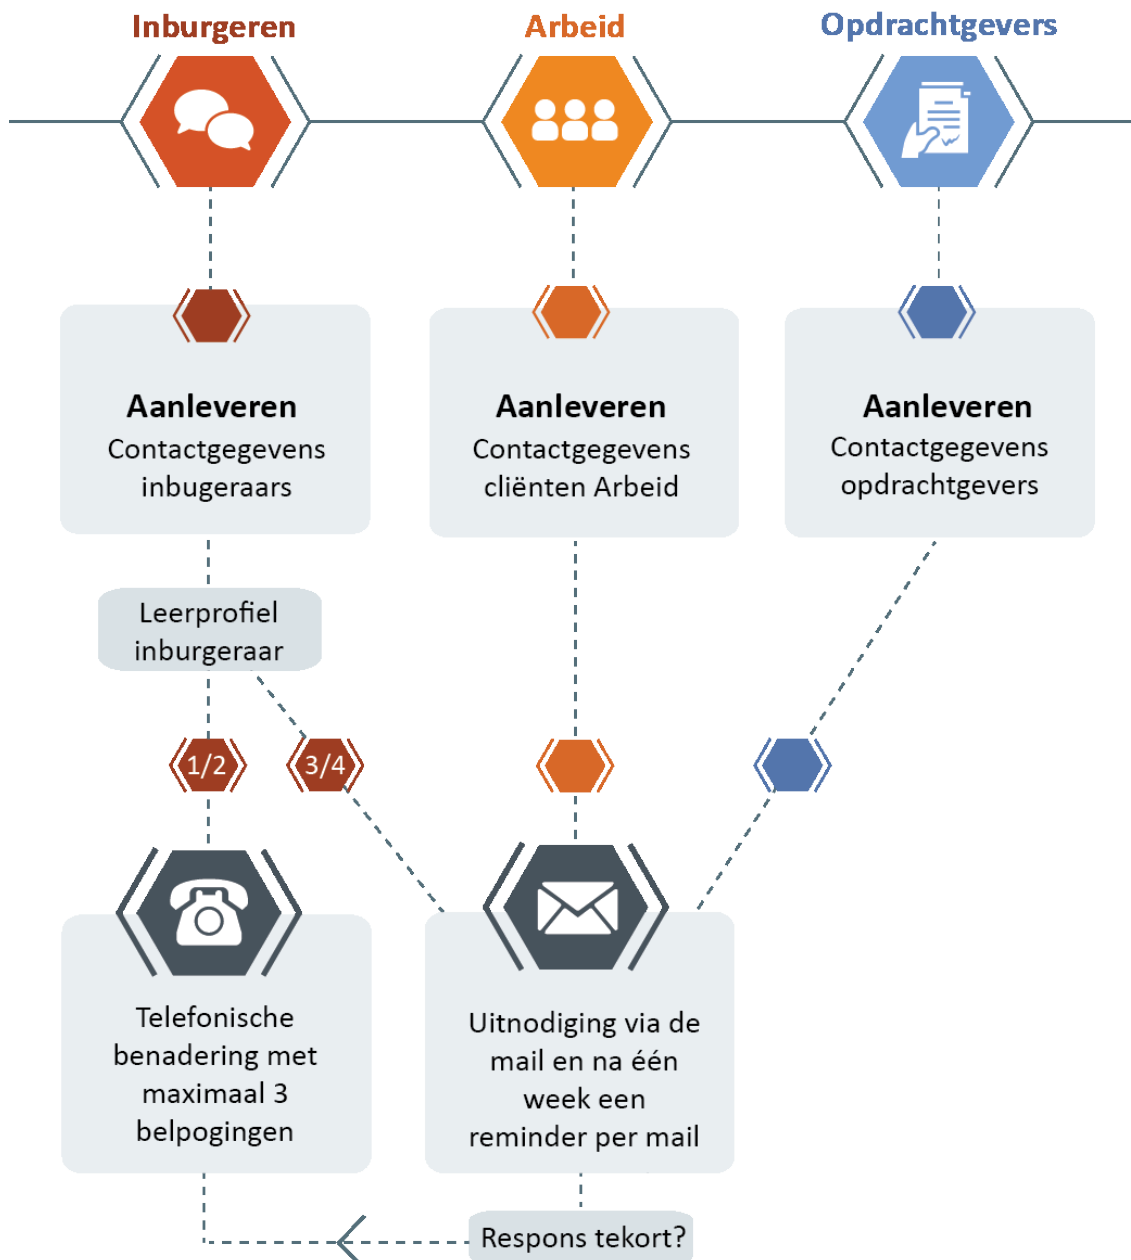 Inburgeren
Arbeid
Opdrachtgevers
Aanleveren
Contactgegevens
inbugeraars
Aanleveren
Contactgegevens
cliënten Arbeid
Aanleveren
Contactgegevens
opdrachtgevers
Leerprofiel
inburgeraar
1/2
3/4
Telefonische
benadering met
maximaal 3
belpogingen
Uitnodiging via de
mail en na één
week een
reminder per mail
Respons tekort?